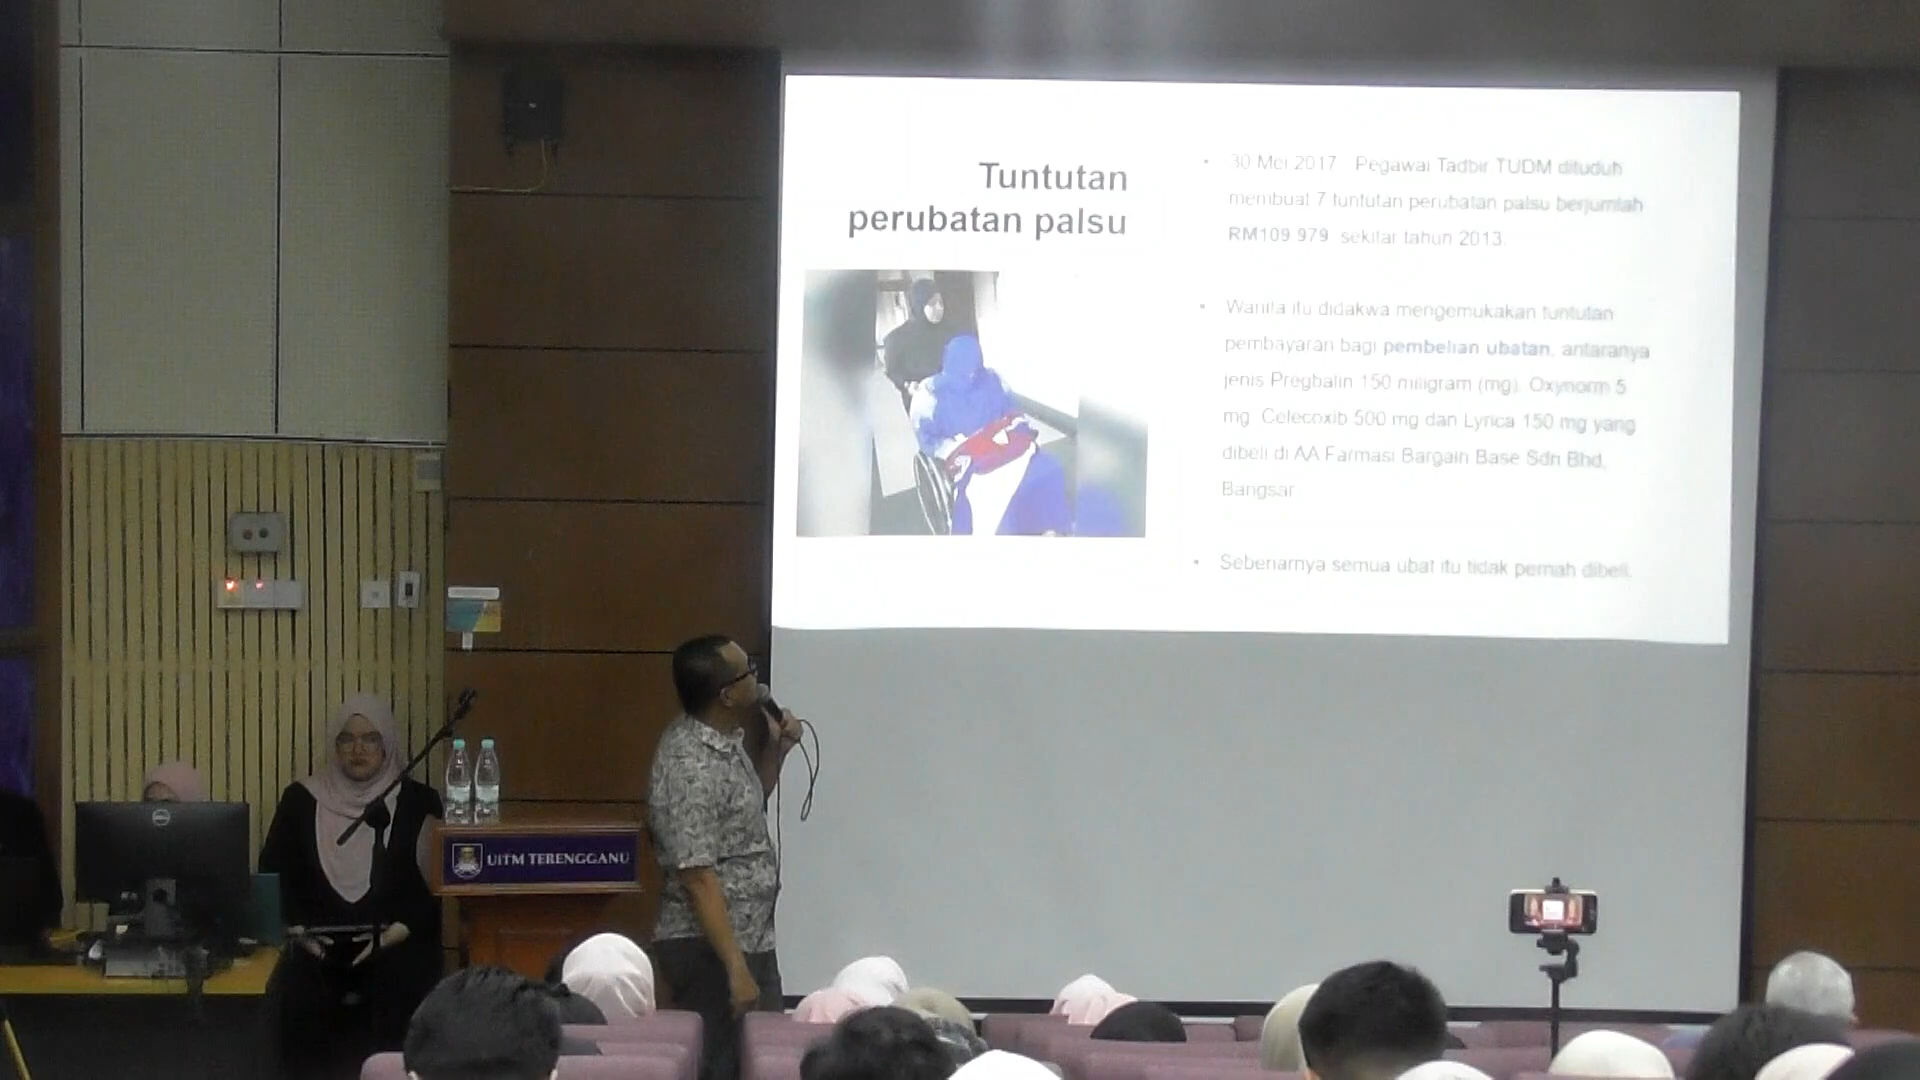 Tuntutan
perubatan palsu
• 30 Mei 2017 Pegawai Tadbir TUDM dituduh
membuat 7 tuntutan perubatan palsu berjumlah
RM109 979 sekitar tahun 2013.
• Wanita itu didakwa mengemukakan tuntutan
pembayaran bagi pembelian ubatan, antaranya
jenis Pregbalin 150 miligram (mg), Oxynorm 5
mg, Celecoxib 500 mg dan Lyrica 150 mg yang
dibeli di AA Farmasi Bargain Base Sdn Bhd,
Bangsar
• Sebenarnya semua ubat itu tidak pernah dibeli.
UiTM TERENGGANU
DELL